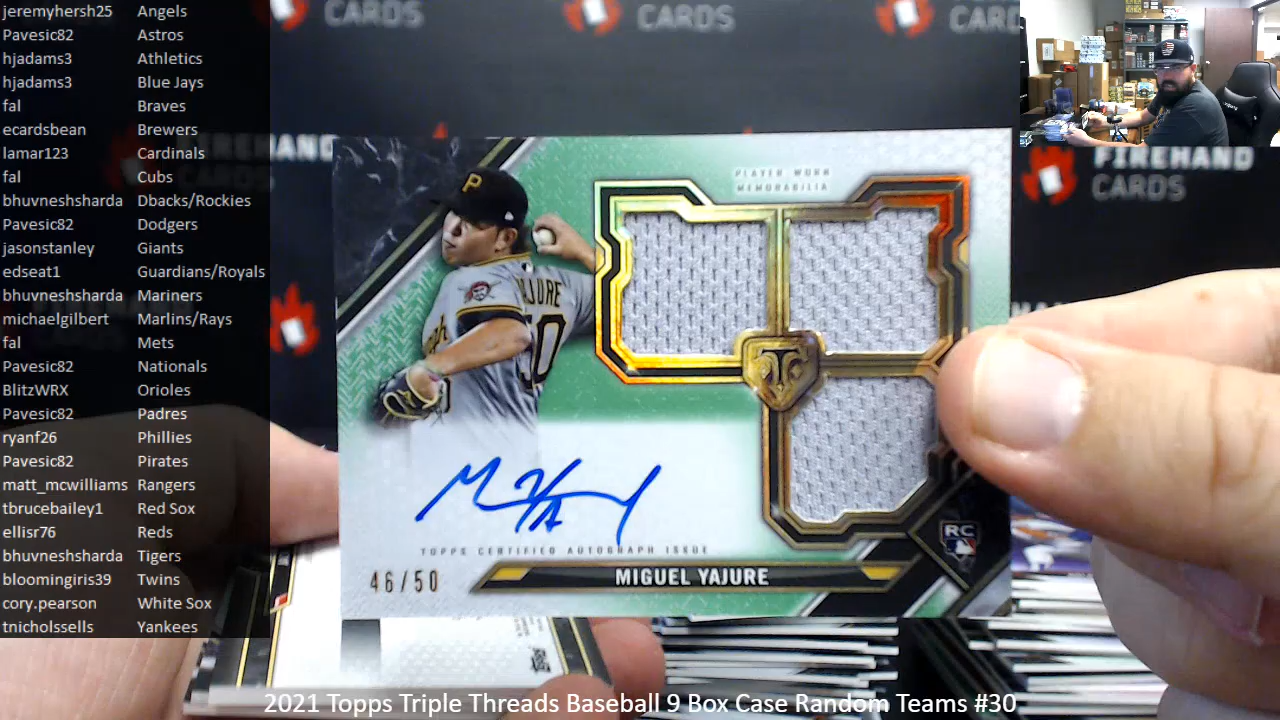 jeremyhersh25 Angels
Pavesic82 Astros
hjadams3 Athletics
hjadams3 Blue Jays
fal Braves
ecardsbean Brewers
lamar123 Cardinals
fal Cubs
bhuvneshsharda Dbacks/Rockies
Pavesic82 Dodgers
jasonstanley Giants
edseat1 Guardians/Royals
bhuvneshsharda Mariners
michaelgilbert Marlins/Rays
fal Mets
Pavesic82 Nationals
BlitzWRX Orioles
Pavesic82 Padres
ryanf26 Phillies
Pavesic82 Pirates
matt_mcwilliams Rangers
tbrucebailey1 Red Sox
ellisr76 Reds
bhuvneshsharda Tigers
bloomingiris39 Twins
cory.pearson White Sox
tnicholssells Yankees
CARDS
CARDS
FIREHAND
CARDS
P
PLAYER WORN
MEMORABILIA
50
TOPPS CERTIFIED AUTOGRAPH ISSUE
46/50
MIGUEL YAJURE
RC
2021 Topps Triple Threads Baseball 9 Box Case Random Teams #30